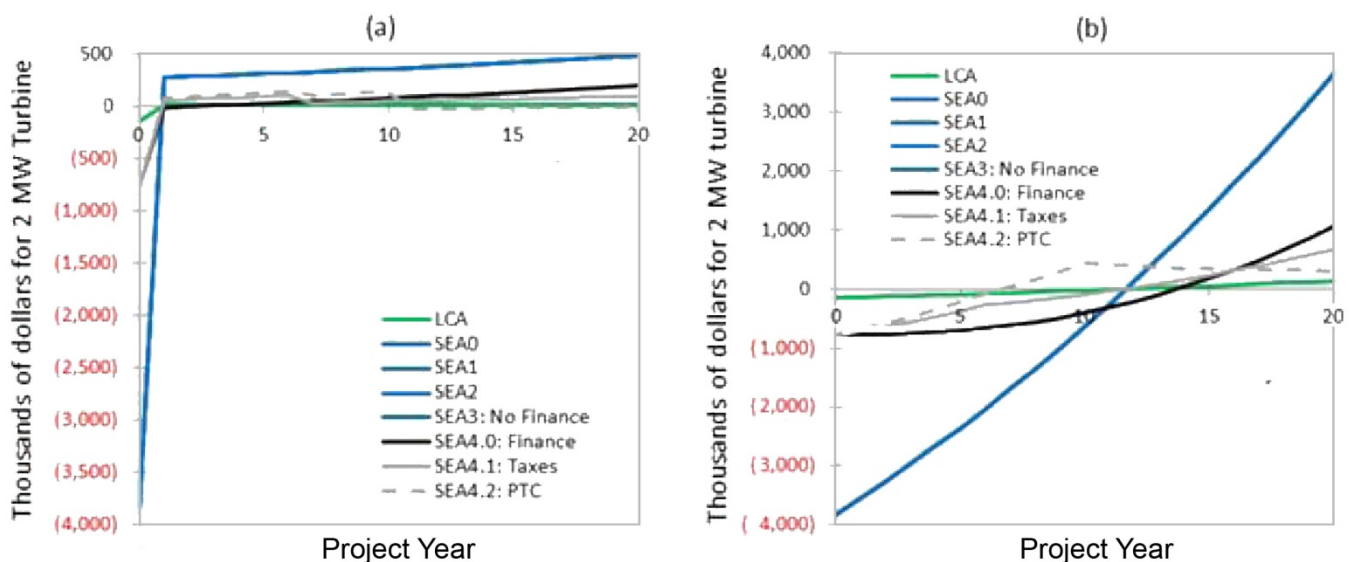 (a)
Thousands of dollars for 2 MW Turbine
500
0
(500)
(1,000)
(1,500)
(2,000)
(2,500)
(3,000)
(3,500)
(4,000)
0 5 10 15 20
LCA
SEA0
SEA1
SEA2
SEA3: No Finance
SEA4.0: Finance
SEA4.1: Taxes
SEA4.2: PTC
Project Year
(b)
Thousands of dollars for 2 MW turbine
4,000
3,000
2,000
1,000
0
(1,000)
(2,000)
(3,000)
( 4,000)
0 5 10 15 20
LCA
SEA0
SEA1
SEA2
SEA3: No Finance
SEA4.0: Finance
SEA4.1: Taxes
SEA4.2: PTC
Project Year